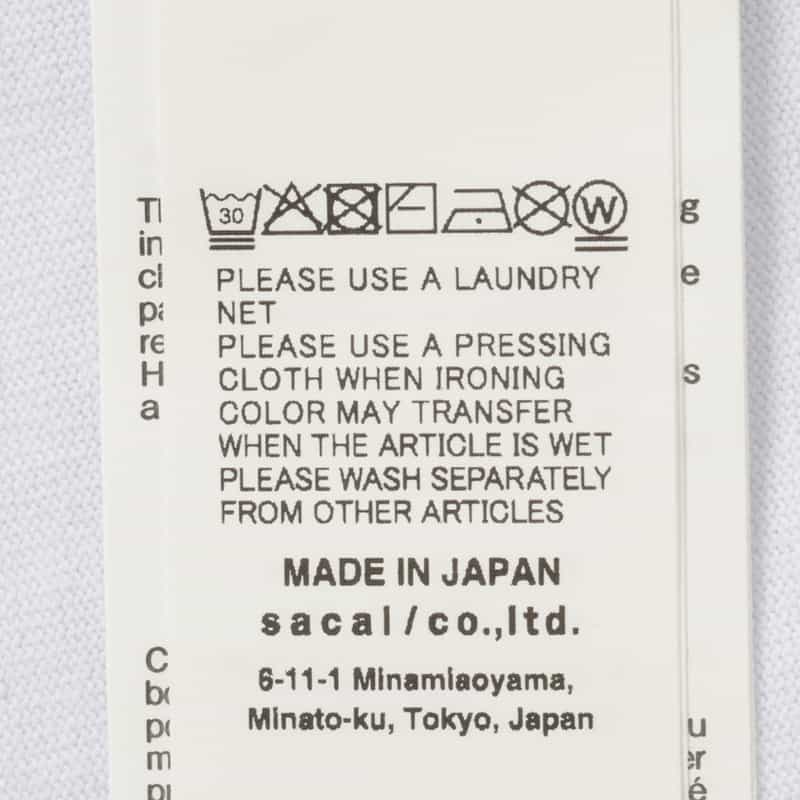 30
W
PLEASE USE A LAUNDRY
NET
PLEASE USE A PRESSING
CLOTH WHEN IRONING
COLOR MAY TRANSFER
WHEN THE ARTICLE IS WET
PLEASE WASH SEPARATELY
FROM OTHER ARTICLES
MADE IN JAPAN
sacai/co.,ltd.
6-11-1 Minamiaoyama,
Minato-ku, Tokyo, Japan